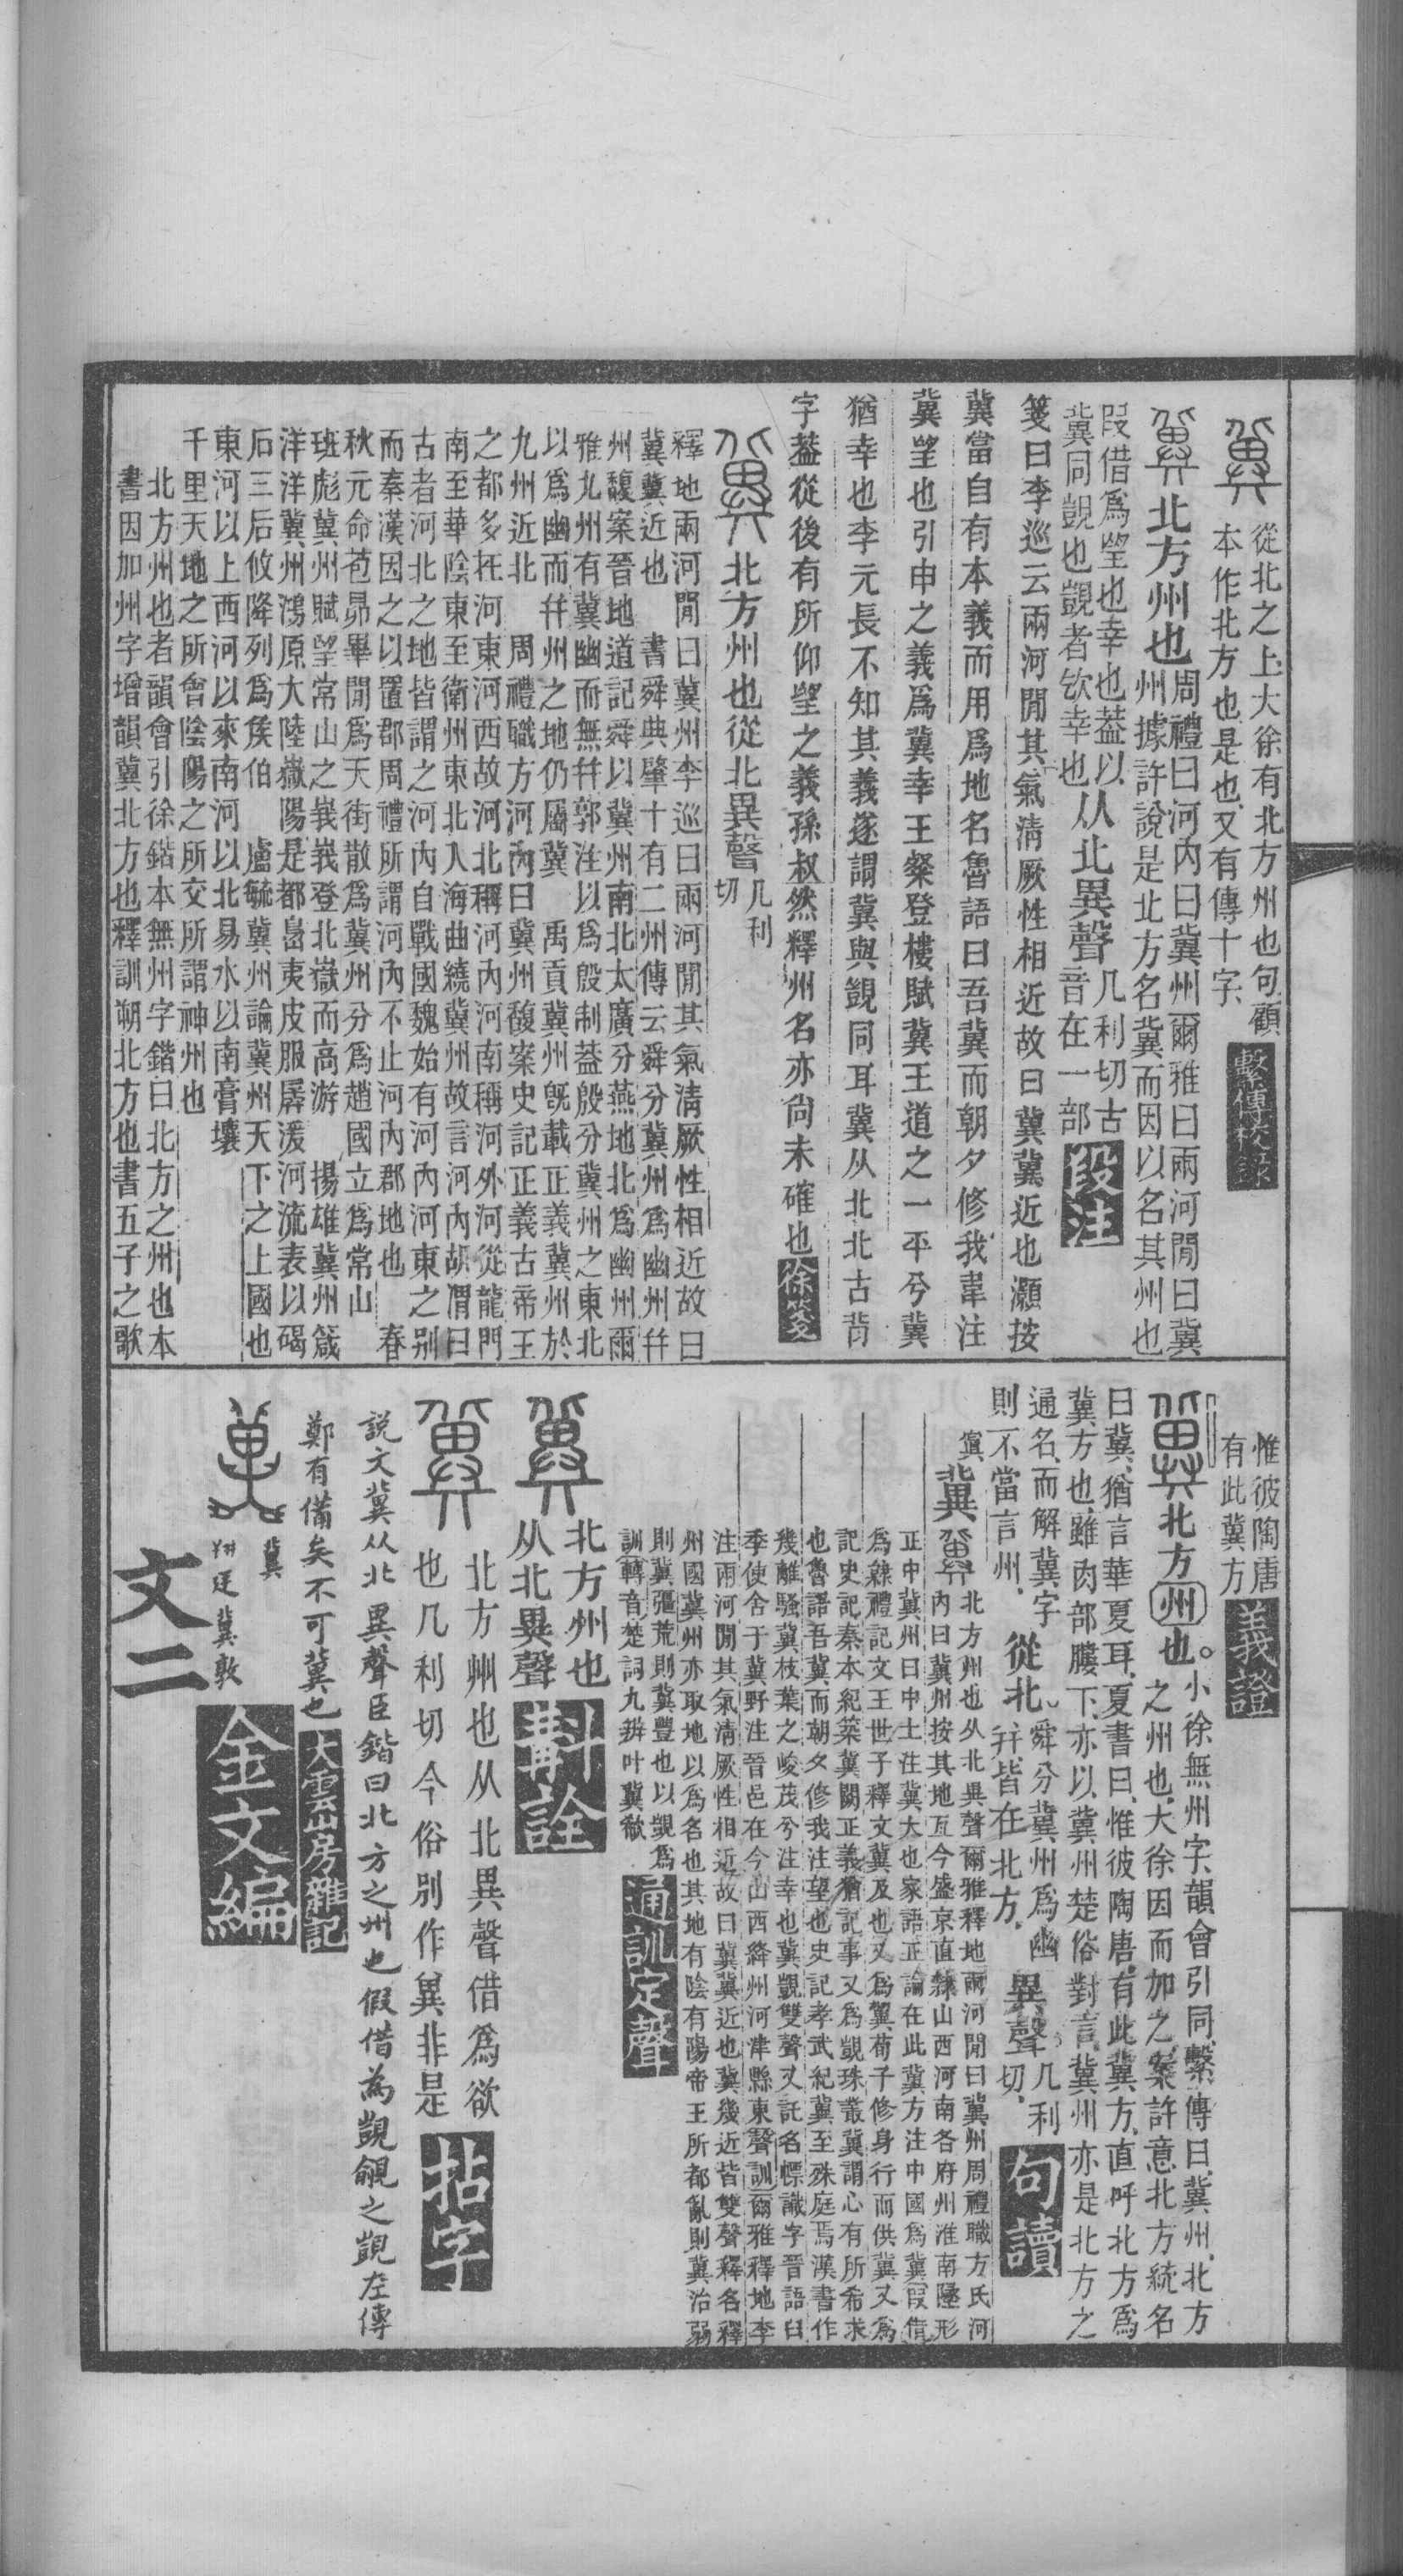 冀
從北之上大徐有北方州也句顧
本作北方也是也又有傳十字
繫傳校錄
冀北方州也
周禮曰河內曰冀州爾雅曰兩河閒曰冀
州據許說是北方名冀而因以名其州也
叚借爲望也幸也葢以
冀同覬也覬者㰟幸也
从北異聲
几利切古
音在一部
段注
箋曰李巡云兩河閒其氣清厥性相近故曰冀冀近也灝按
冀當自有本義而用爲地名魯語曰吾冀而朝夕修我韋注
冀望也引申之義爲冀幸王粲登樓賦冀王道之一平兮冀
猶幸也李元長不知其義遂謂冀與覬同耳冀从北北古背
字葢從後有所仰望之義孫叔然釋州名亦尙未確也
徐箋
冀北方州也從北異聲
几利
切
釋地兩河閒曰冀州李巡曰兩河閒其氣清厥性相近故曰
冀冀近也 書舜典肇十有二州傳云舜分冀州爲幽州幷
州馥案晉地道記舜以冀州南北太廣分燕地北爲幽州爾
雅九州有冀幽而無幷郭注以爲殷制葢殷分冀州之東北
以爲幽而幷州之地仍屬冀 禹貢冀州旣載正義冀州於
九州近北 周禮職方河內曰冀州馥案史記正義古帝王
之都多在河東河西故河北稱河內河南稱河外河從龍門
南至華陰東至衛州東北入海曲繞冀州故言河內胡渭曰
古者河北之地皆謂之河內自戰國魏始有河內河東之別
而秦漢因之以置郡周禮所謂河內不止河內郡地也 春
秋元命苞昴畢閒爲天街散爲冀州分爲趙國立爲常山
班彪冀州賦望常山之峩峩登北嶽而高游 揚雄冀州箴
洋洋冀州鴻原大陸嶽陽是都島夷皮服孱湲河流表以碣
石三后攸降列爲侯伯 盧毓冀州論冀州天下之上國也
東河以上西河以來南河以北易水以南膏壤
千里天地之所會陰陽之所交所謂神州也
北方州也者韻會引徐鍇本無州字鍇曰北方之州也本
書因加州字增韻冀北方也釋訓朔北方也書五子之歌
惟彼陶唐
有此冀方
義證
冀北方州也。
小徐無州字、韻會引同、繫傳曰、冀州、北方
之州也、大徐因而加之、案許意、北方統名
曰冀、猶言華夏耳、夏書曰、惟彼陶唐、有此冀方、直呼北方爲
冀方也、雖肉部膢下、亦以冀州楚俗對言、冀州亦是北方之
通名、而解冀字
則不當言州、
從北、
舜分冀州爲幽
幷皆在北方、
異聲、
几利
切、
句讀
冀
北方州也从北異聲爾雅釋地兩河閒曰冀州周禮職方氏河
內曰冀州按其地互今盛京直隸山西河南各府州淮南墬形
正中冀州曰中土注冀大也家語正論在此冀方注中國爲冀叚借
爲覬禮記文王世子釋文冀及也又爲翼荀子修身行而供冀又爲
記史記秦本紀築冀闕正義猶記事又爲覬珠叢冀謂心有所希求
也魯語吾冀而朝夕修我注望也史記孝武紀冀至殊庭焉漢書作
幾離騷冀枝葉之峻茂兮注幸也冀覬雙聲又託名幖識字晉語臼
季使舍于冀野注晉邑在今山西絳州河津縣東聲訓爾雅釋地李
注兩河閒其氣清厥性相近故曰冀冀近也冀幾近皆雙聲釋名釋
州國冀州亦取地以爲名也其地有險有陽帝王所都亂則冀治弱
則冀彊荒則冀豐也以覬爲
訓轉音楚詞九辯叶冀欷
通訓定聲
冀
北方州也
从北異聲
斠詮
冀
北方州也从北異聲借爲欲
也几利切今俗別作兾非是
拈字
說文冀从北異聲臣鍇曰北方之州也假借為覬覦之覬左傳
鄭有備矣不可冀也
大雲山房雜記
冀
冀敦
金文編
文二